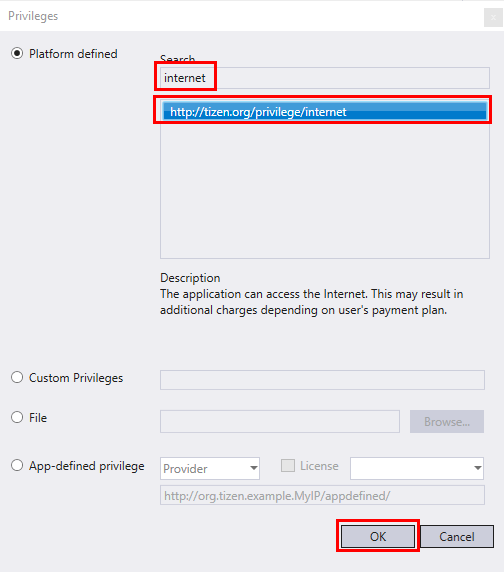 Privileges
x
Platform defined
Search
internet
http://tizen.org/privilege/internet
Description
The application can access the Internet. This may result in
additional charges depending on user's payment plan.
Custom Privileges
File
Browse...
App-defined privilege
Provider
License
http://org.tizen.example.MyIP/appdefined/
OK
Cancel